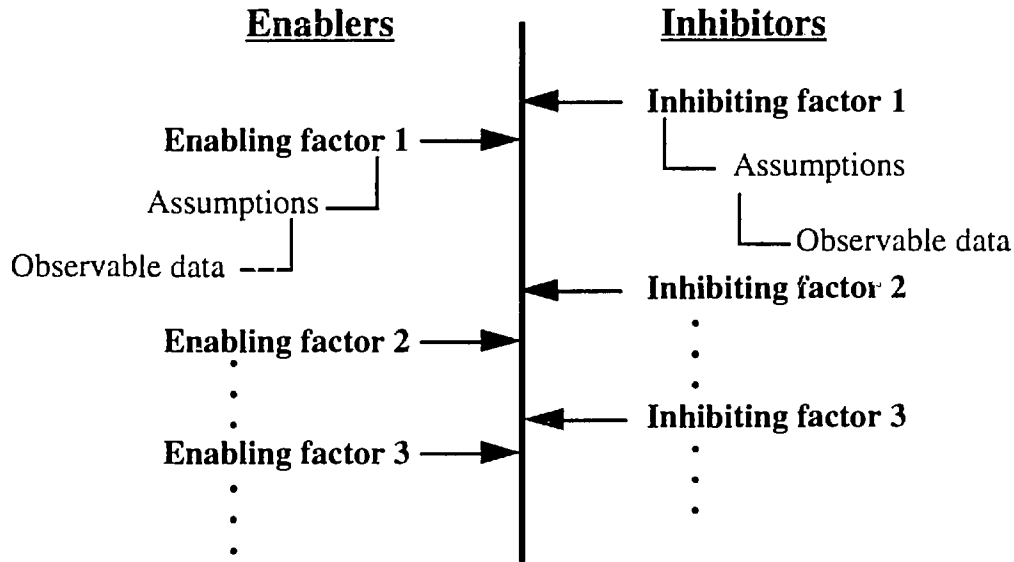 Enablers
Inhibitors
Inhibiting factor 1
Enabling factor 1
Assumptions
Assumptions
Observable data
Observable data
Inhibiting factor 2
Enabling factor 2
Inhibiting factor 3
Enabling factor 3